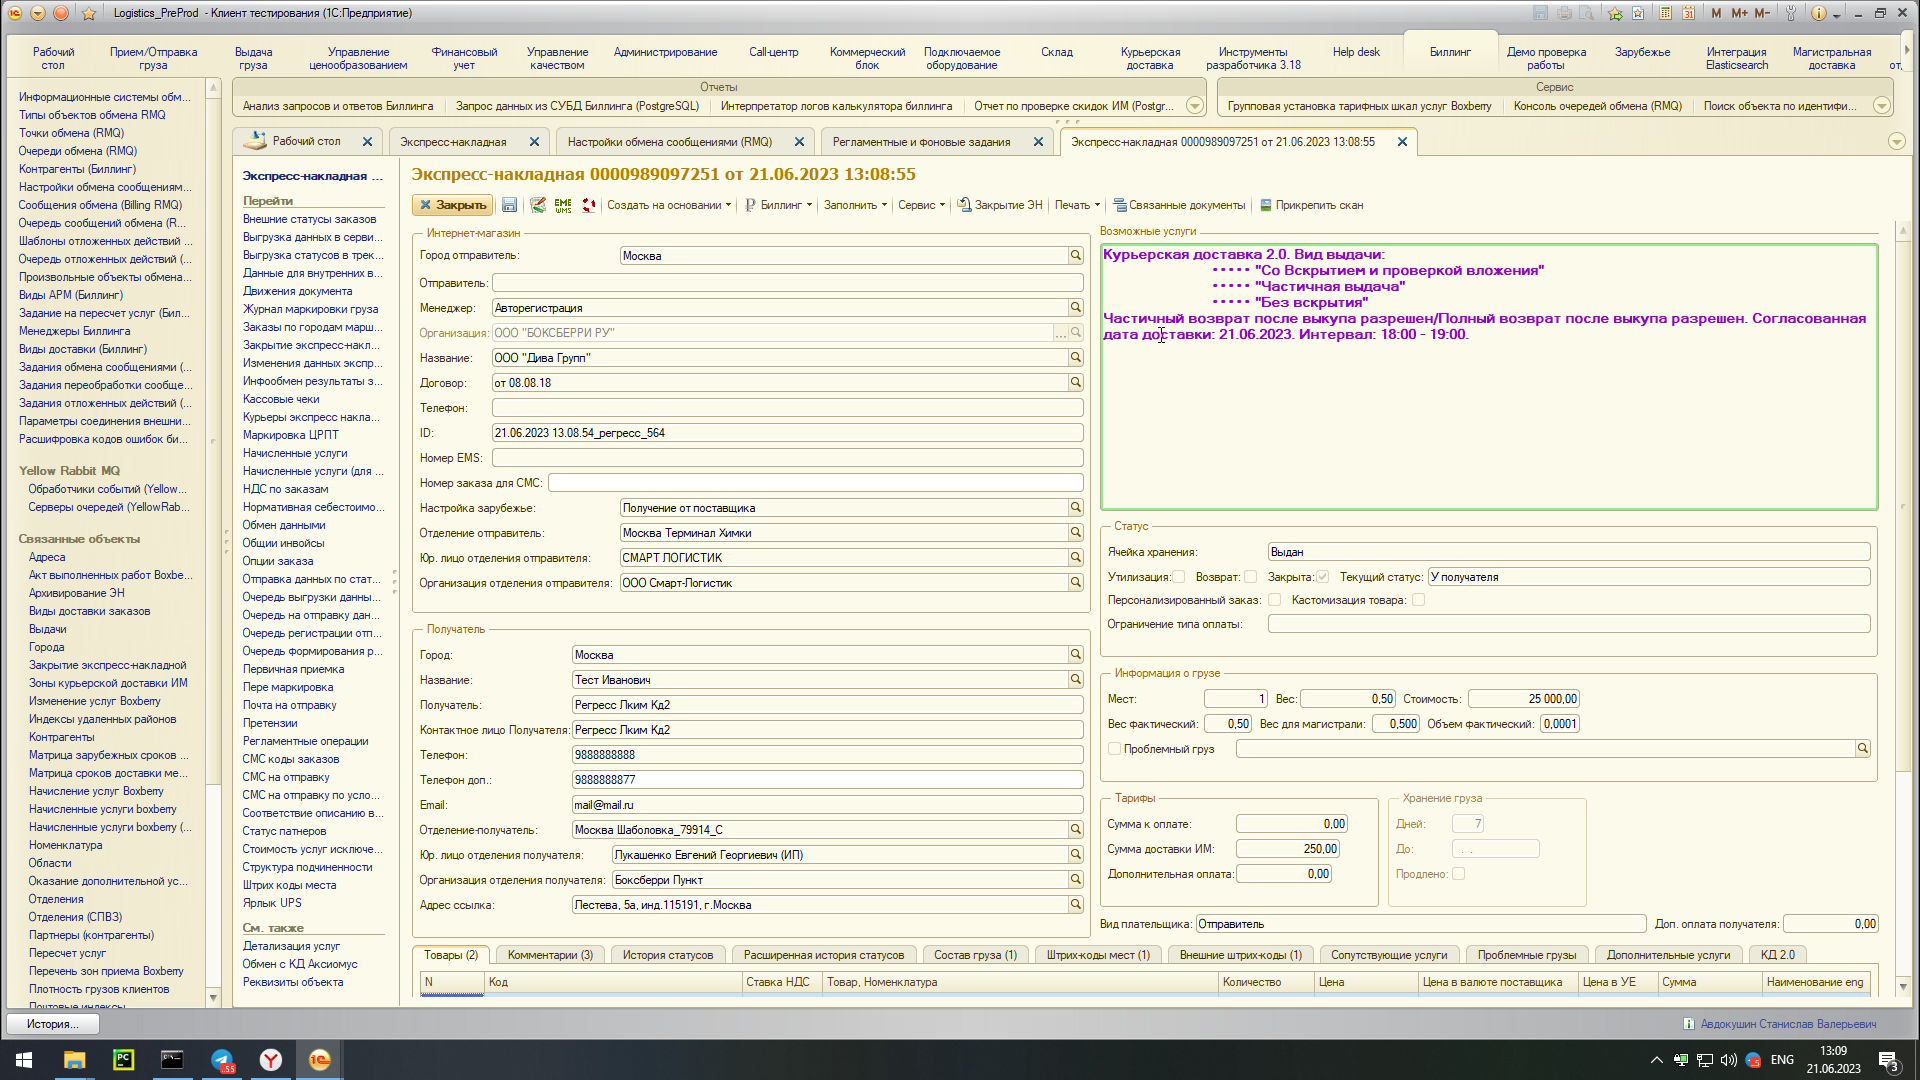 Logistics_PreProd - Клиент тестирования (1С:Предприятие)
M M+ M-
Рабочий стол
Прием/Отправка груза
Выдача груза
Управление ценообразованием
Финансовый учет
Управление качеством
Администрирование
Call-центр
Коммерческий блок
Подключаемое оборудование
Склад
Курьерская доставка
Инструменты разработчика 3.18
Help desk
Биллинг
Демо проверка работы
Зарубежье
Интеграция Elasticsearch
Магистральная доставка
от
Отчеты
Анализ запросов и ответов Биллинга
Запрос данных из СУБД Биллинга (PostgreSQL)
Интерпретатор логов калькулятора биллинга
Отчет по проверке скидок ИМ (Postgr...
Сервис
Групповая установка тарифных шкал услуг Boxberry
Консоль очередей обмена (RMQ)
Поиск объекта по идентифи...
Рабочий стол
Экспресс-накладная
Настройки обмена сообщениями (RMQ)
Регламентные и фоновые задания
Экспресс-накладная 0000989097251 от 21.06.2023 13:08:55
Информационные системы обм...
Типы объектов обмена RMQ
Точки обмена (RMQ)
Очереди обмена (RMQ)
Контрагенты (Биллинг)
Настройки обмена сообщениям...
Сообщения обмена (Billing RMQ)
Очередь сообщений обмена (R...
Шаблоны отложенных действий ...
Очередь отложенных действий (...
Произвольные объекты обмена...
Виды АРМ (Биллинг)
Задание на пересчет услуг (Бил...
Менеджеры Биллинга
Виды доставки (Биллинг)
Задания обмена сообщениями (...
Задания переобработки сообще...
Задания отложенных действий (...
Параметры соединения внешни...
Расшифровка кодов ошибок би...
Yellow Rabbit MQ
Обработчики событий (Yellow...
Серверы очередей (YellowRab...
Связанные объекты
Адреса
Акт выполненных работ Boxbe...
Архивирование ЭН
Виды доставки заказов
Выдачи
Города
Закрытие экспресс-накладной
Зоны курьерской доставки ИМ
Изменение услуг Boxberry
Индексы удаленных районов
Контрагенты
Матрица зарубежных сроков ...
Матрица сроков доставки ме...
Начисление услуг Boxberry
Начисленные услуги boxberry
Начисленные услуги boxberry (...
Номенклатура
Области
Оказание дополнительной ус...
Отделения
Отделения (СПВЗ)
Партнеры (контрагенты)
Пересчет услуг
Перечень зон приема Boxberry
Плотность грузов клиентов
Почтовые индексы
Экспресс-накладная ...
Перейти
Внешние статусы заказов
Выгрузка данных в серви...
Выгрузка статусов в трек...
Данные для внутренних в...
Движения документа
Журнал маркировки груза
Заказы по городам марш...
Закрытие экспресс-накл...
Изменения данных экспр...
Инфообмен результаты з...
Кассовые чеки
Курьеры экспресс накла...
Маркировка ЦРПТ
Начисленные услуги
Начисленные услуги (для ...
НДС по заказам
Нормативная себестоимо...
Обмен данными
Общии инвойсы
Опции заказа
Отправка данных по стат...
Очередь выгрузки данны...
Очередь на отправку дан...
Очередь регистрации отп...
Очередь формирования р...
Первичная приемка
Пере маркировка
Почта на отправку
Претензии
Регламентные операции
СМС коды заказов
СМС на отправку
СМС на отправку по усло...
Соответствие описанию в...
Статус патнеров
Стоимость услуг исключе...
Структура подчиненности
Штрих коды места
Ярлык UPS
См. также
Детализация услуг
Обмен с КД Аксиомус
Реквизиты объекта
Экспресс-накладная 0000989097251 от 21.06.2023 13:08:55
Закрыть
EME WMS
Создать на основании
Биллинг
Заполнить
Сервис
Закрытие ЭН
Печать
Связанные документы
Прикрепить скан
Интернет-магазин
Город отправитель: Москва
Отправитель:
Менеджер: Авторегистрация
Организация: ООО "БОКСБЕРРИ РУ"
Название: ООО "Дива Групп"
Договор: от 08.08.18
Телефон:
ID: 21.06.2023 13.08.54_регресс_564
Номер EMS:
Номер заказа для СМС:
Настройка зарубежье: Получение от поставщика
Отделение отправитель: Москва Терминал Химки
Юр. лицо отделения отправителя: СМАРТ ЛОГИСТИК
Организация отделения отправителя: ООО Смарт-Логистик
Получатель
Город: Москва
Название: Тест Иванович
Получатель: Регресс Лким Кд2
Контактное лицо Получателя: Регресс Лким Кд2
Телефон: 9888888888
Телефон доп.: 9888888877
Email: mail@mail.ru
Отделение-получатель: Москва Шаболовка_79914_С
Юр. лицо отделения получателя: Лукашенко Евгений Георгиевич (ИП)
Организация отделения получателя: Боксберри Пункт
Адрес ссылка: Лестева, 5а, инд.115191, г.Москва
Возможные услуги
Курьерская доставка 2.0. Вид выдачи:
• • • • • "Со Вскрытием и проверкой вложения"
• • • • • "Частичная выдача"
• • • • • "Без вскрытия"
Частичный возврат после выкупа разрешен/Полный возврат после выкупа разрешен. Согласованная
дата доставки: 21.06.2023. Интервал: 18:00 - 19:00.
Статус
Ячейка хранения: Выдан
Утилизация: Возврат: Закрыта: Текущий статус: У получателя
Персонализированный заказ: Кастомизация товара:
Ограничение типа оплаты:
Информация о грузе
Мест: 1 Вес: 0,50 Стоимость: 25 000,00
Вес фактический: 0,50 Вес для магистрали: 0,500 Объем фактический: 0,0001
Проблемный груз
Тарифы
Сумма к оплате: 0,00
Сумма доставки ИМ: 250,00
Дополнительная оплата: 0,00
Хранение груза
Дней: 7
До: . .
Продлено:
Вид плательщика: Отправитель Доп. оплата получателя: 0,00
Товары (2)
Комментарии (3)
История статусов
Расширенная история статусов
Состав груза (1)
Штрих-коды мест (1)
Внешние штрих-коды (1)
Сопутствующие услуги
Проблемные грузы
Дополнительные услуги
КД 2.0
N Код Ставка НДС Товар, Номенклатура Количество Цена Цена в валюте поставщика Цена в УЕ Сумма Наименование eng
История...
Авдокушин Станислав Валерьевич
ENG
13:09
21.06.2023
3